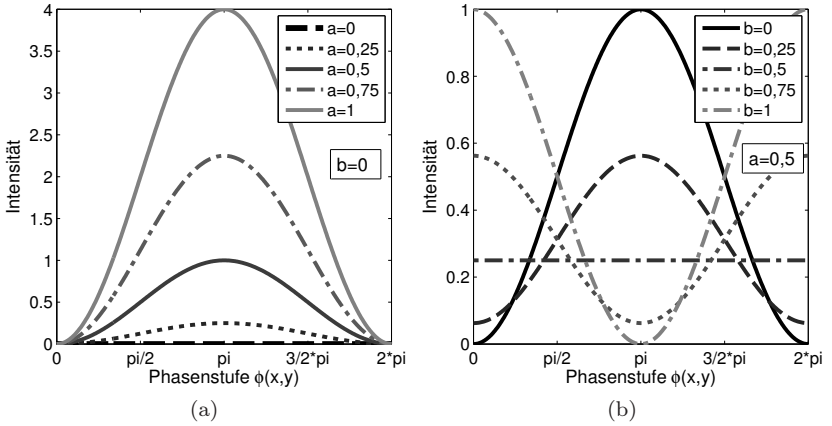 4
3.5
3
2.5
2
1.5
1
0.5
0
Intensität
a=0
a=0,25
a=0,5
a=0,75
a=1
b=0
0
pi/2
pi
3/2*pi
2*pi
Phasenstufe ϕ(x,y)
(a)
1
0.8
0.6
0.4
0.2
0
Intensität
b=0
b=0,25
b=0,5
b=0,75
b=1
a=0,5
0
pi/2
pi
3/2*pi
2*pi
Phasenstufe ϕ(x,y)
(b)